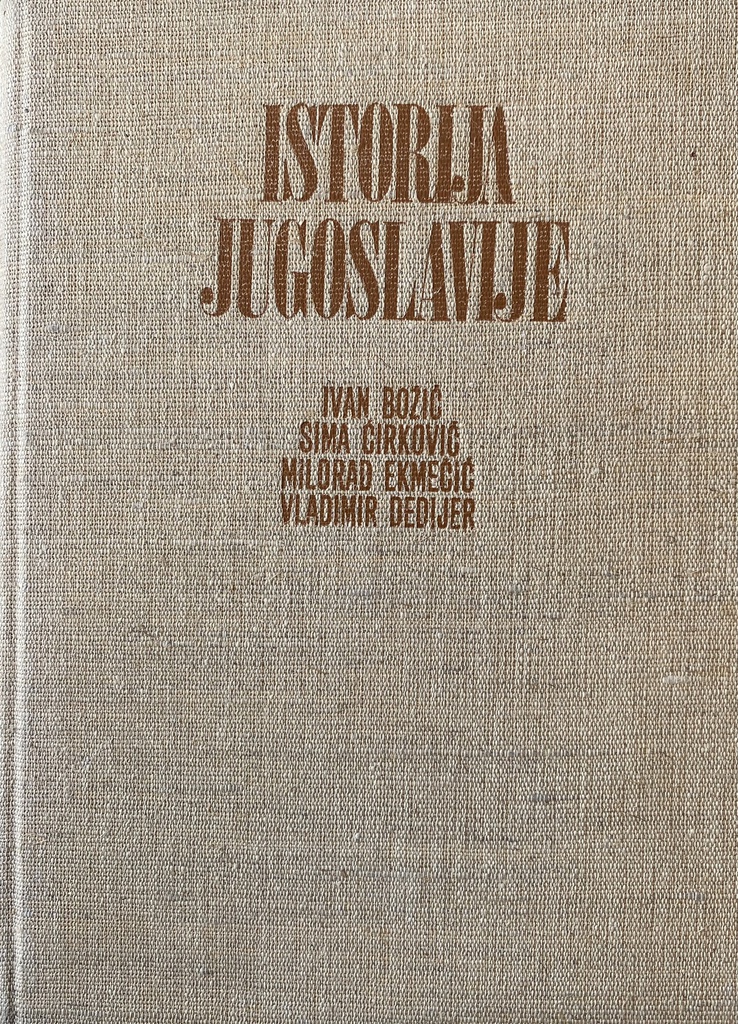 ISTORIJA
JUGOSLAVIJE
IVAN BOŽIĆ
SIMA ĆIRKOVIĆ
MILORAD EKMEČIĆ
VLADIMIR DEDIJER